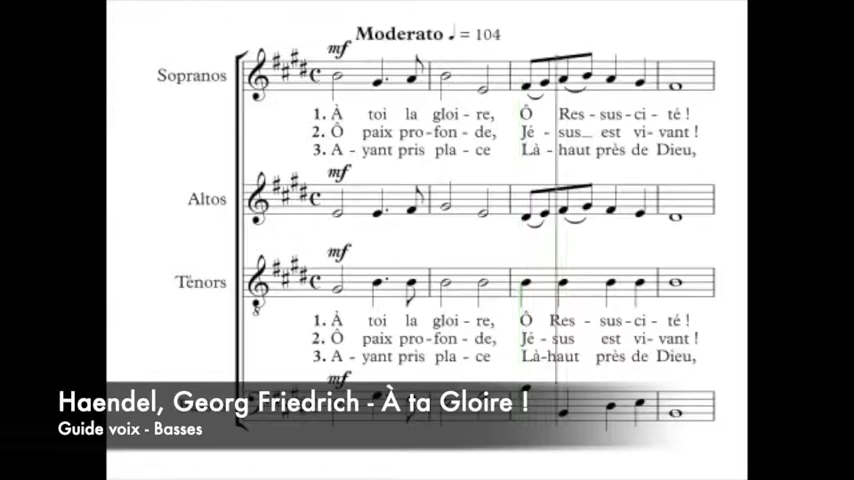 Moderato ♩ = 104
mf
Sopranos
1. À toi la gloi - re, Ô Res - sus - ci - té !
2. Ô paix pro - fon - de, Jé - sus_ est vi - vant !
3. A - yant pris pla - ce Là - haut près de Dieu,
mf
Altos
mf
Ténors
1. À toi la gloi - re, Ô Res - sus - ci - té !
2. Ô paix pro - fon - de, Jé - sus est vi - vant !
3. A - yant pris pla - ce Là-haut près de Dieu,
mf
Haendel, Georg Friedrich - À ta Gloire !
Guide voix - Basses